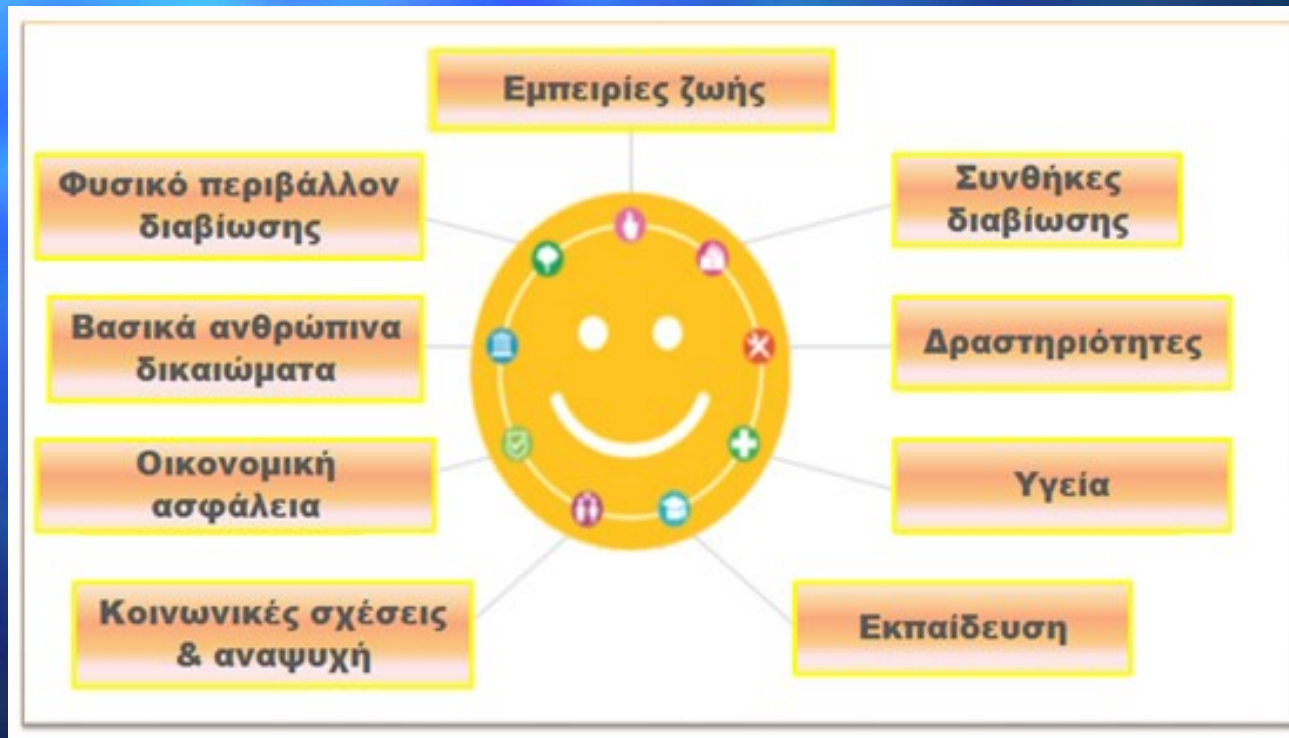 Εμπειρίες ζωής
Φυσικό περιβάλλον
διαβίωσης
Συνθήκες
διαβίωσης
Βασικά ανθρώπινα
δικαιώματα
Δραστηριότητες
Οικονομική
ασφάλεια
Υγεία
Κοινωνικές σχέσεις
& αναψυχή
Εκπαίδευση